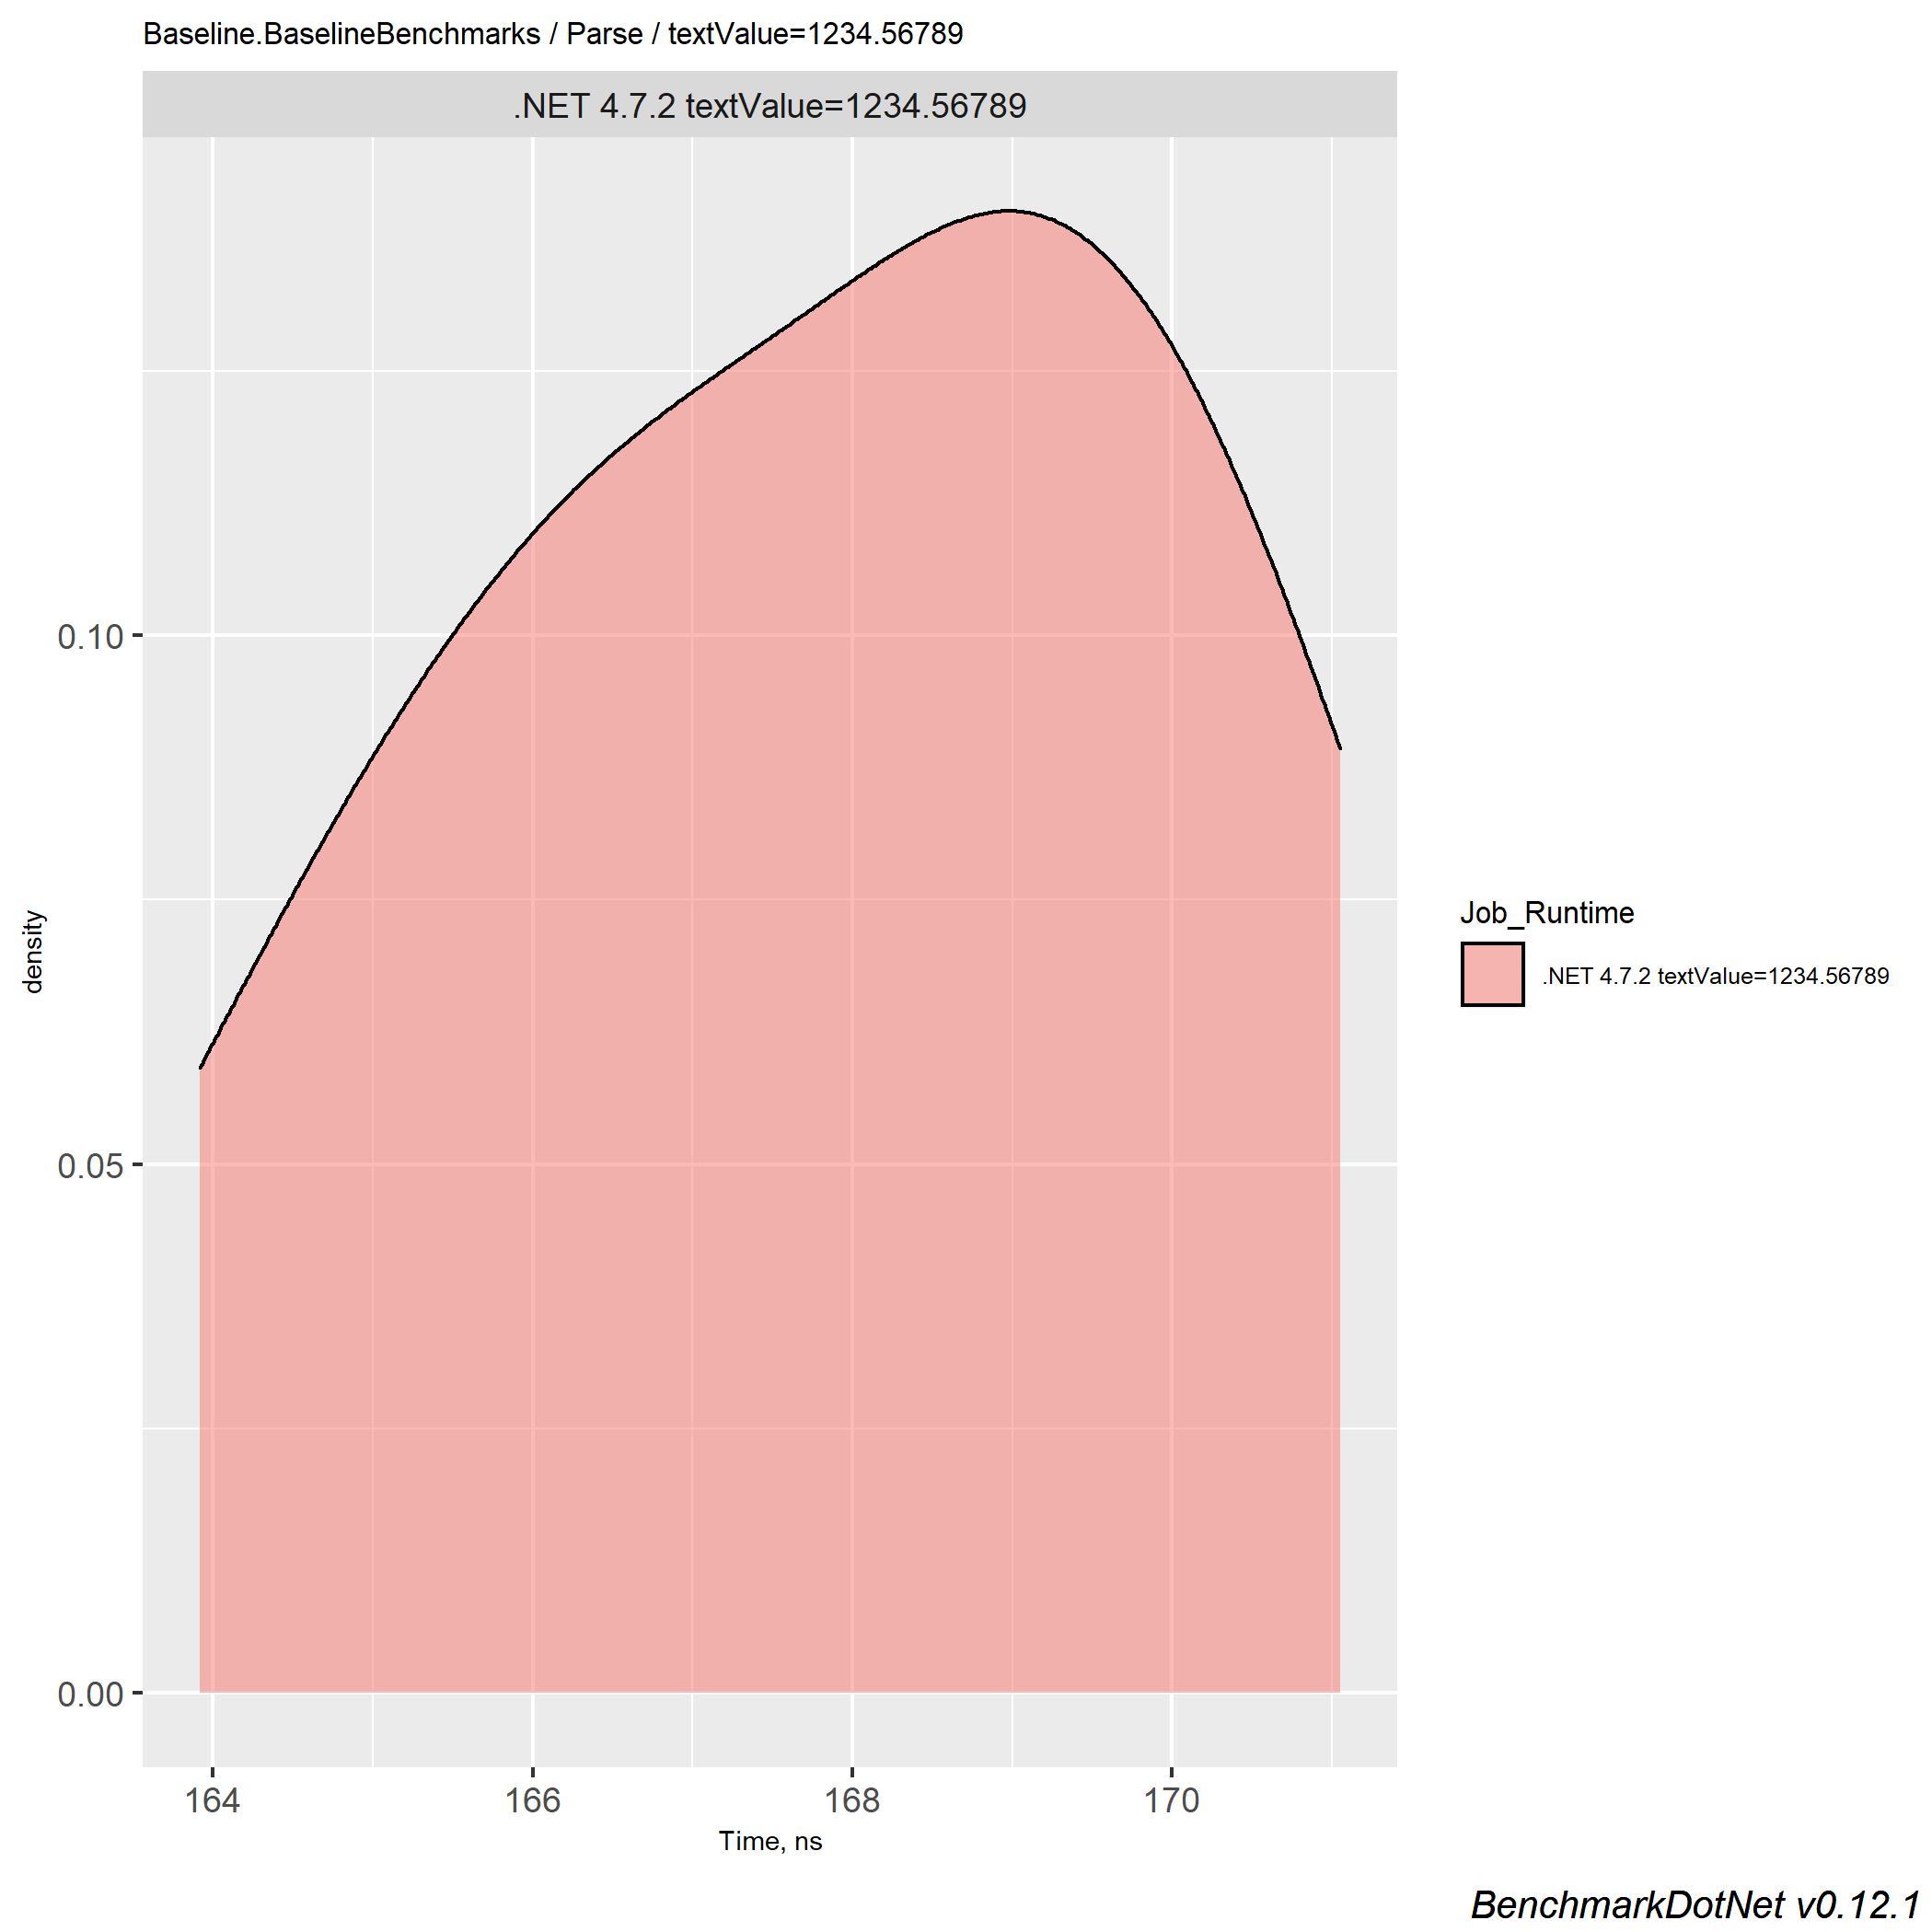 Baseline.BaselineBenchmarks / Parse / textValue=1234.56789
.NET 4.7.2 textValue=1234.56789
0.10
0.05
0.00
density
164 166 168 170
Time, ns
Job_Runtime
.NET 4.7.2 textValue=1234.56789
BenchmarkDotNet v0.12.1